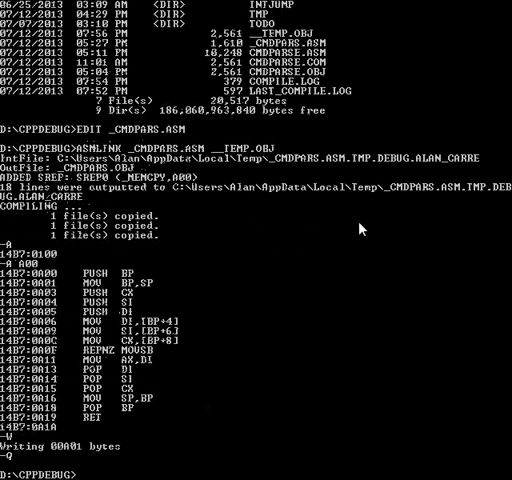 06/25/2013 03:09 AM <DIR> INTJUMP
07/12/2013 04:29 PM <DIR> TMP
07/07/2013 03:10 PM <DIR> TODO
07/12/2013 07:56 PM 2,561 __TEMP.OBJ
07/12/2013 05:27 PM 1,610 _CMDPARS.ASM
07/12/2013 05:11 PM 18,248 CMDPARSE.ASM
07/12/2013 11:01 AM 2,561 CMDPARSE.COM
07/12/2013 05:04 PM 2,561 CMDPARSE.OBJ
07/12/2013 07:54 PM 379 COMPILE.LOG
07/12/2013 07:52 PM 597 LAST_COMPILE.LOG
7 File(s) 20,517 bytes
9 Dir(s) 186,060,963,840 bytes free
D:\CPPDEBUG>EDIT _CMDPARS.ASM
D:\CPPDEBUG>ASMLINK _CMDPARS.ASM __TEMP.OBJ
IntFile: C:\Users\Alan\AppData\Local\Temp\_CMDPARS.ASM.TMP.DEBUG.ALAN_CARRE
OutFile: _CMDPARS.OBJ
ADDED SREF: SREP0 (_MEMCPY,A00)
18 lines were outputted to C:\Users\Alan\AppData\Local\Temp\_CMDPARS.ASM.TMP.DEB
UG.ALAN_CARRE
COMPILING ...
1 file(s) copied.
1 file(s) copied.
1 file(s) copied.
-A
14B7:0100
-A A00
14B7:0A00 PUSH BP
14B7:0A01 MOV BP,SP
14B7:0A03 PUSH CX
14B7:0A04 PUSH SI
14B7:0A05 PUSH DI
14B7:0A06 MOV DI,[BP+4]
14B7:0A09 MOV SI,[BP+6]
14B7:0A0C MOV CX,[BP+8]
14B7:0A0F REPNZ MOVSB
14B7:0A11 MOV AX,DI
14B7:0A13 POP DI
14B7:0A14 POP SI
14B7:0A15 POP CX
14B7:0A16 MOV SP,BP
14B7:0A18 POP BP
14B7:0A19 RET
14B7:0A1A
-W
Writing 00A01 bytes
-Q
D:\CPPDEBUG>